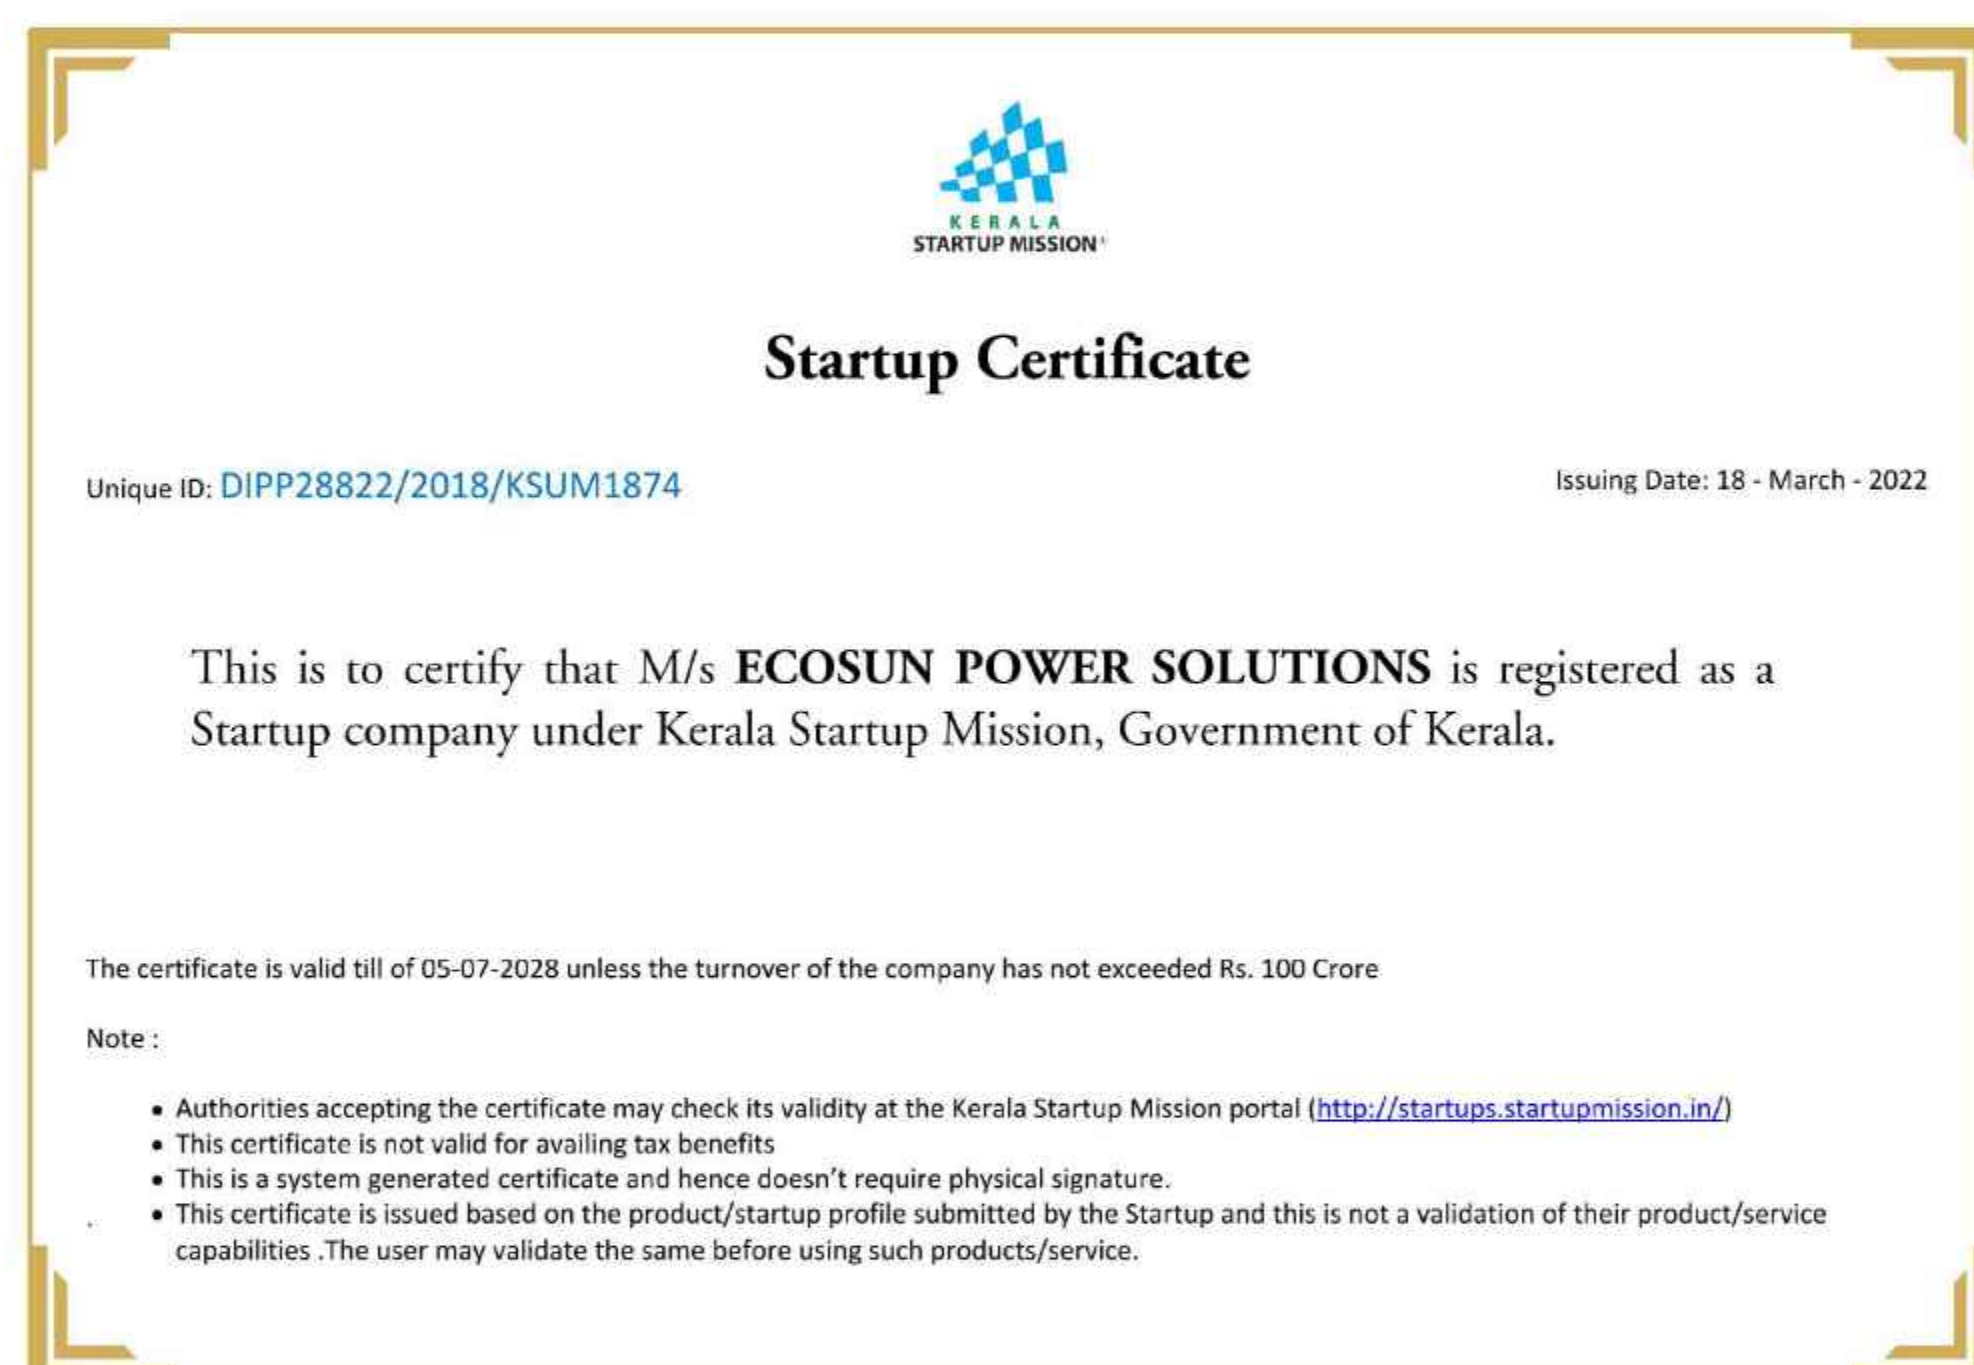 KERALA
STARTUP MISSION
Startup Certificate
Unique ID: DIPP28822/2018/KSUM1874
Issuing Date: 18 - March - 2022
This is to certify that M/s ECOSUN POWER SOLUTIONS is registered as a
Startup company under Kerala Startup Mission, Government of Kerala.
The certificate is valid till of 05-07-2028 unless the turnover of the company has not exceeded Rs. 100 Crore
Note :
• Authorities accepting the certificate may check its validity at the Kerala Startup Mission portal (http://startups.startupmission.in/)
• This certificate is not valid for availing tax benefits
• This is a system generated certificate and hence doesn't require physical signature.
• This certificate is issued based on the product/startup profile submitted by the Startup and this is not a validation of their product/service
capabilities .The user may validate the same before using such products/service.